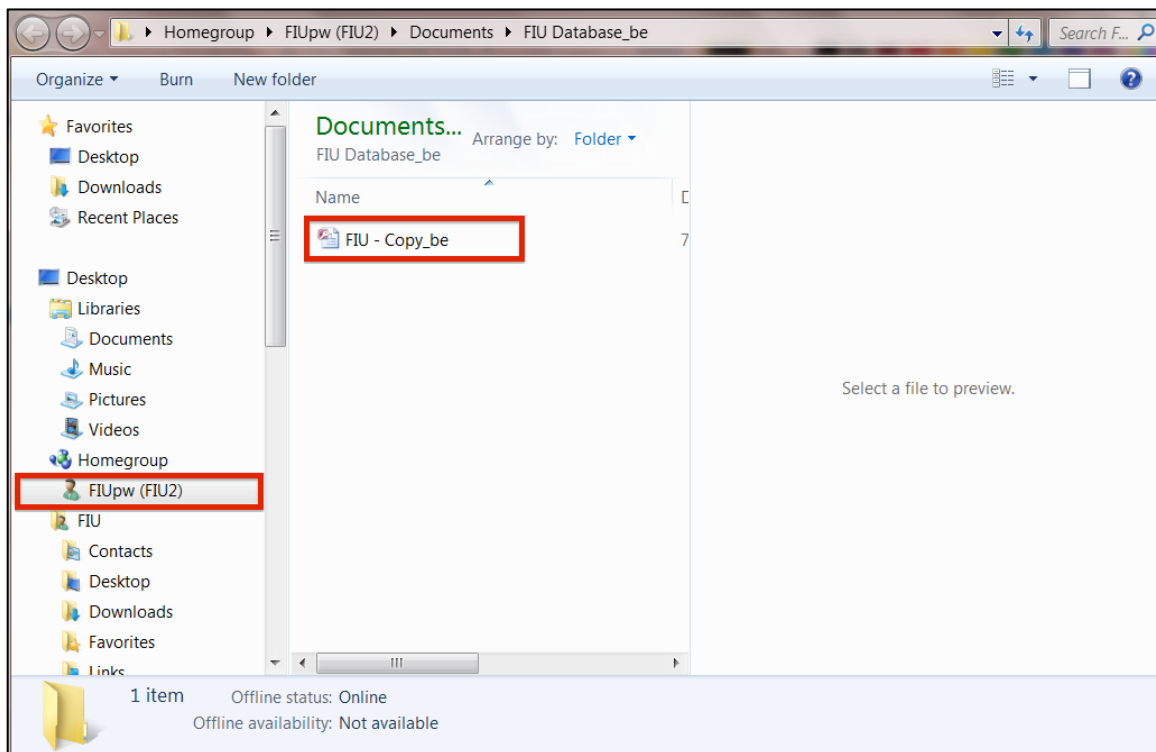 Homegroup FIUpw (FIU2) Documents FIU Database_be Search F...
Organize Burn New folder
Favorites
Desktop
Downloads
Recent Places
Desktop
Libraries
Documents
Music
Pictures
Videos
Homegroup
FIUpw (FIU2)
FIU
Contacts
Desktop
Downloads
Favorites
Links
Documents...
Arrange by: Folder
FIU Database_be
Name
FIU - Copy_be
7
Select a file to preview.
1 item Offline status: Online
Offline availability: Not available